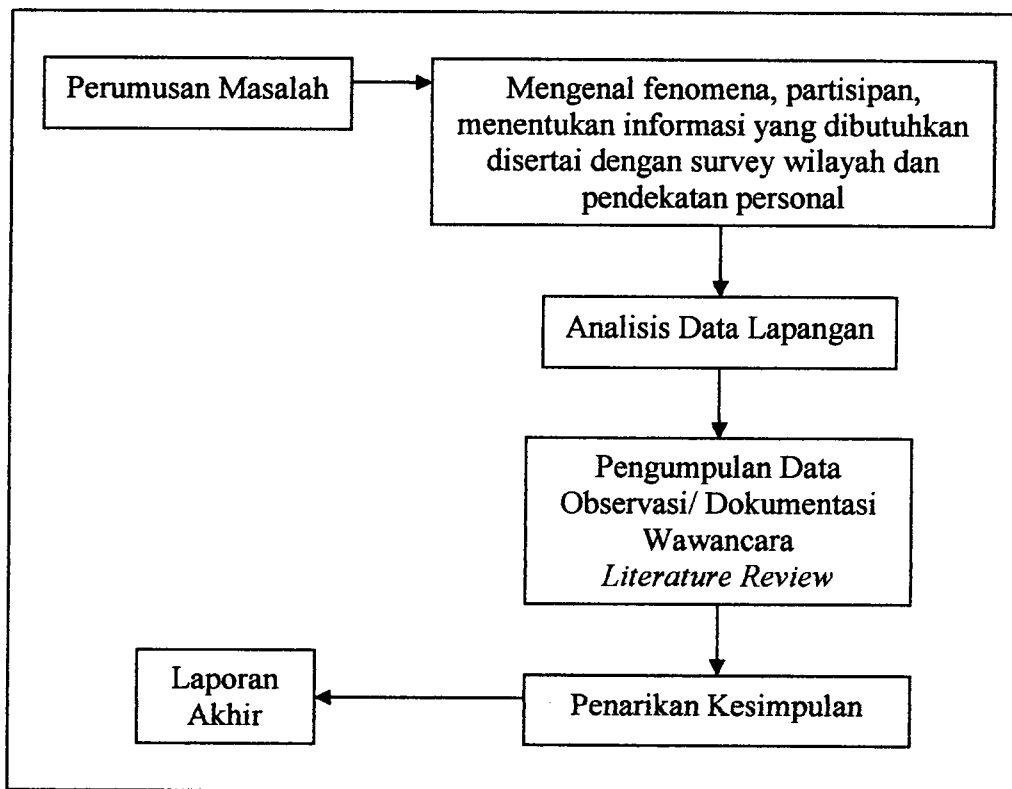 Perumusan Masalah
Mengenal fenomena, partisipan,
menentukan informasi yang dibutuhkan
disertai dengan survey wilayah dan
pendekatan personal
Analisis Data Lapangan
Pengumpulan Data
Observasi/ Dokumentasi
Wawancara
Literature Review
Penarikan Kesimpulan
Laporan
Akhir